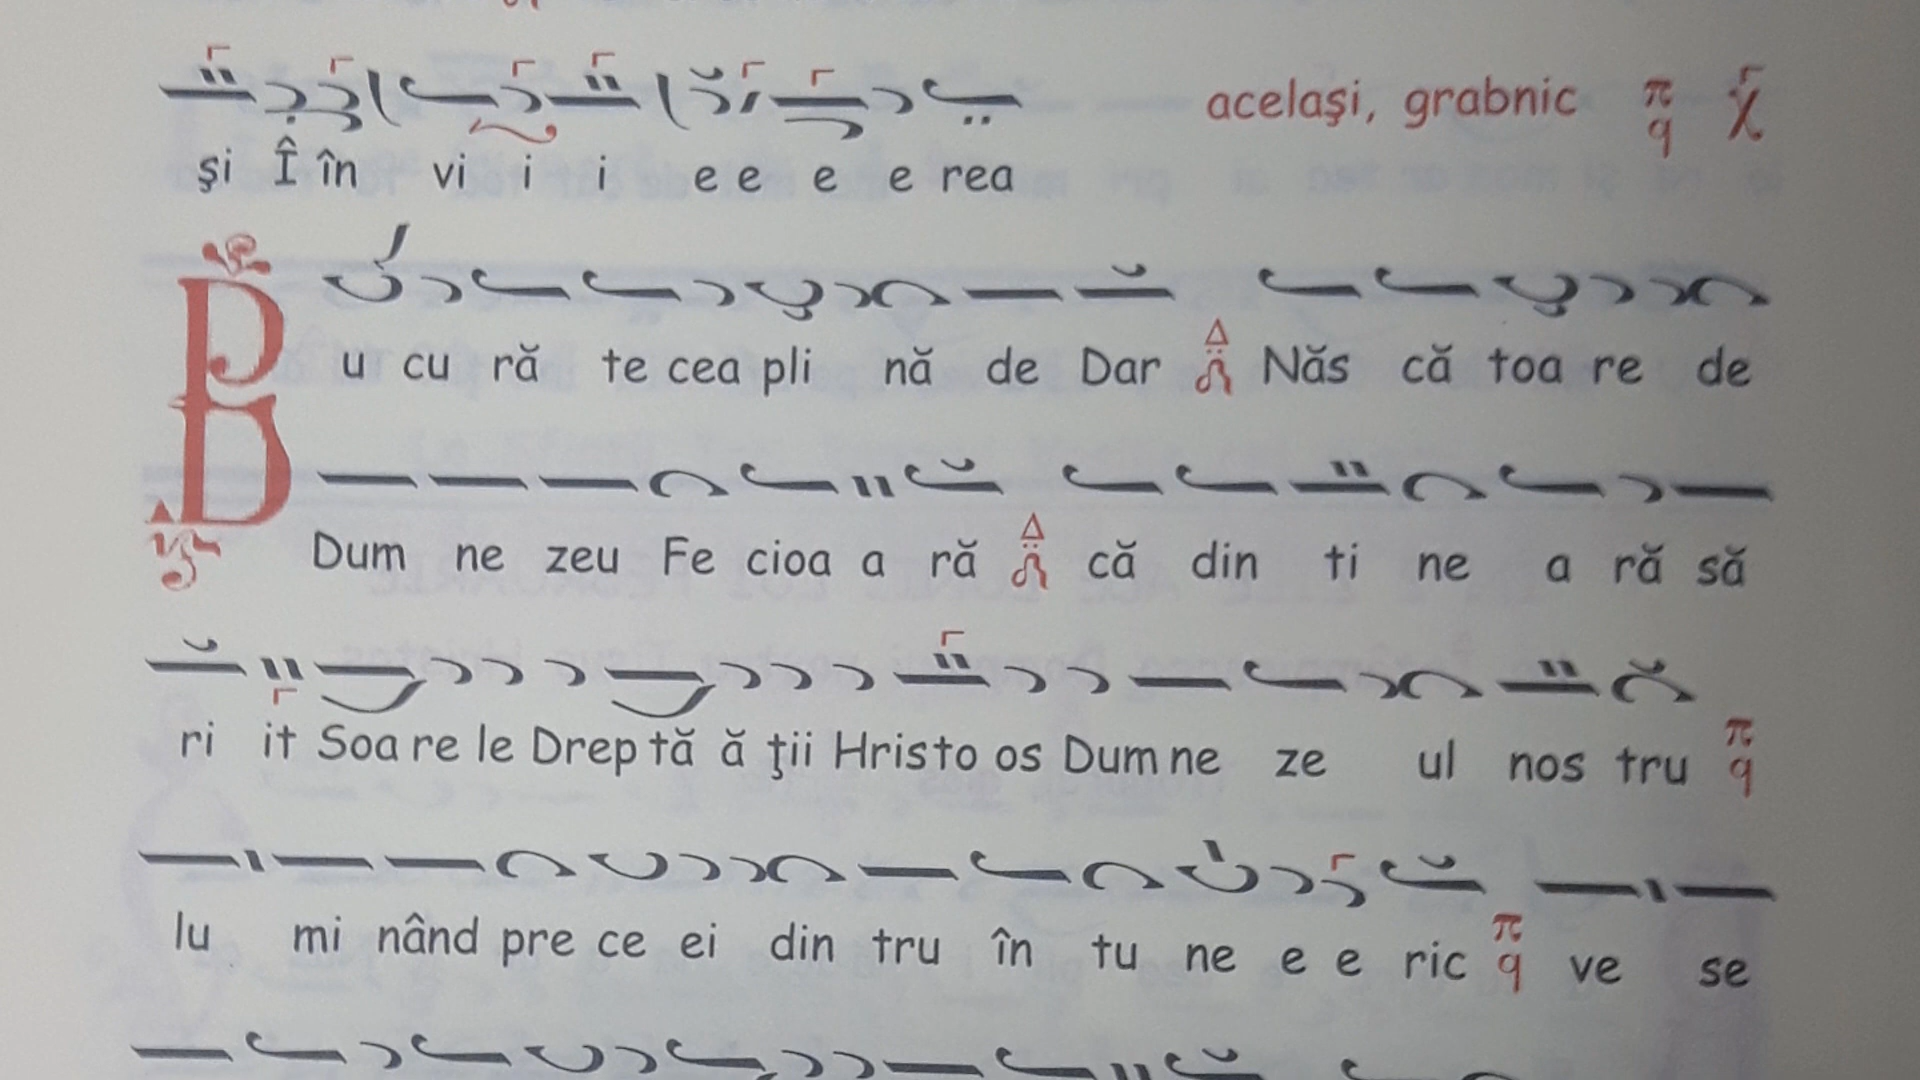 acelaşi, grabnic π q
şi Î în vi i i e e e e rea
B u cu ră te cea pli nă de Dar Δ Năs că toa re de
Dum ne zeu Fe cioa a ră Δ că din ti ne a ră să
ri it Soa re le Drep tă ă ţii Hris to os Dum ne ze ul nos tru π q
lu mi nând pre ce ei din tru în tu ne e e ric π q ve se